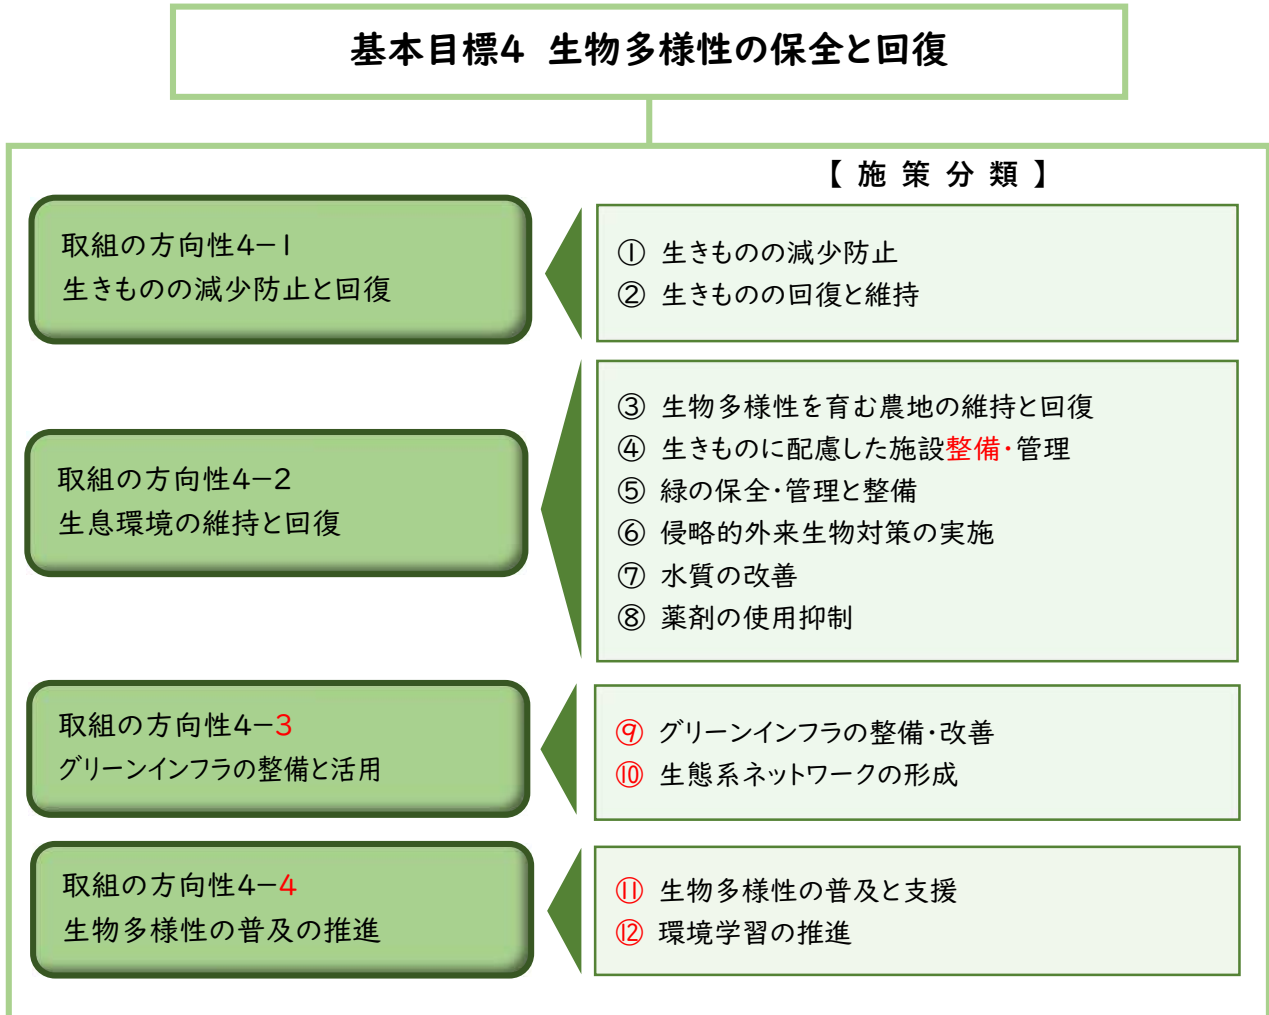 基本目標4 生物多様性の保全と回復
【 施 策 分 類 】
取組の方向性4－1
生きものの減少防止と回復
① 生きものの減少防止
② 生きものの回復と維持
取組の方向性4－2
生息環境の維持と回復
③ 生物多様性を育む農地の維持と回復
④ 生きものに配慮した施設整備・管理
⑤ 緑の保全・管理と整備
⑥ 侵略的外来生物対策の実施
⑦ 水質の改善
⑧ 薬剤の使用抑制
取組の方向性4－3
グリーンインフラの整備と活用
⑨ グリーンインフラの整備・改善
⑩ 生態系ネットワークの形成
取組の方向性4－4
生物多様性の普及の推進
⑪ 生物多様性の普及と支援
⑫ 環境学習の推進